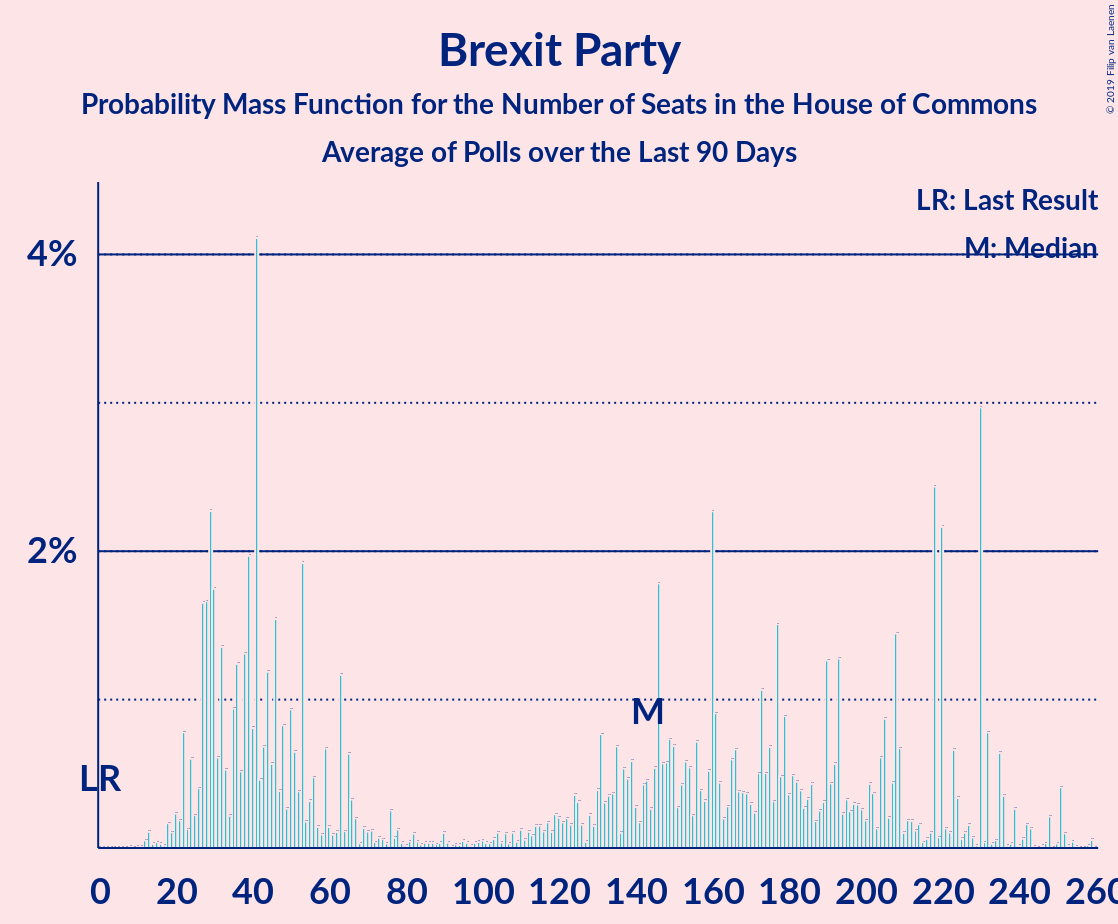 Brexit Party
Probability Mass Function for the Number of Seats in the House of Commons
Average of Polls over the Last 90 Days
© 2019 Filip van Laenen
LR: Last Result
M: Median
4%
2%
M
LR
0 20 40 60 80 100 120 140 160 180 200 220 240 260